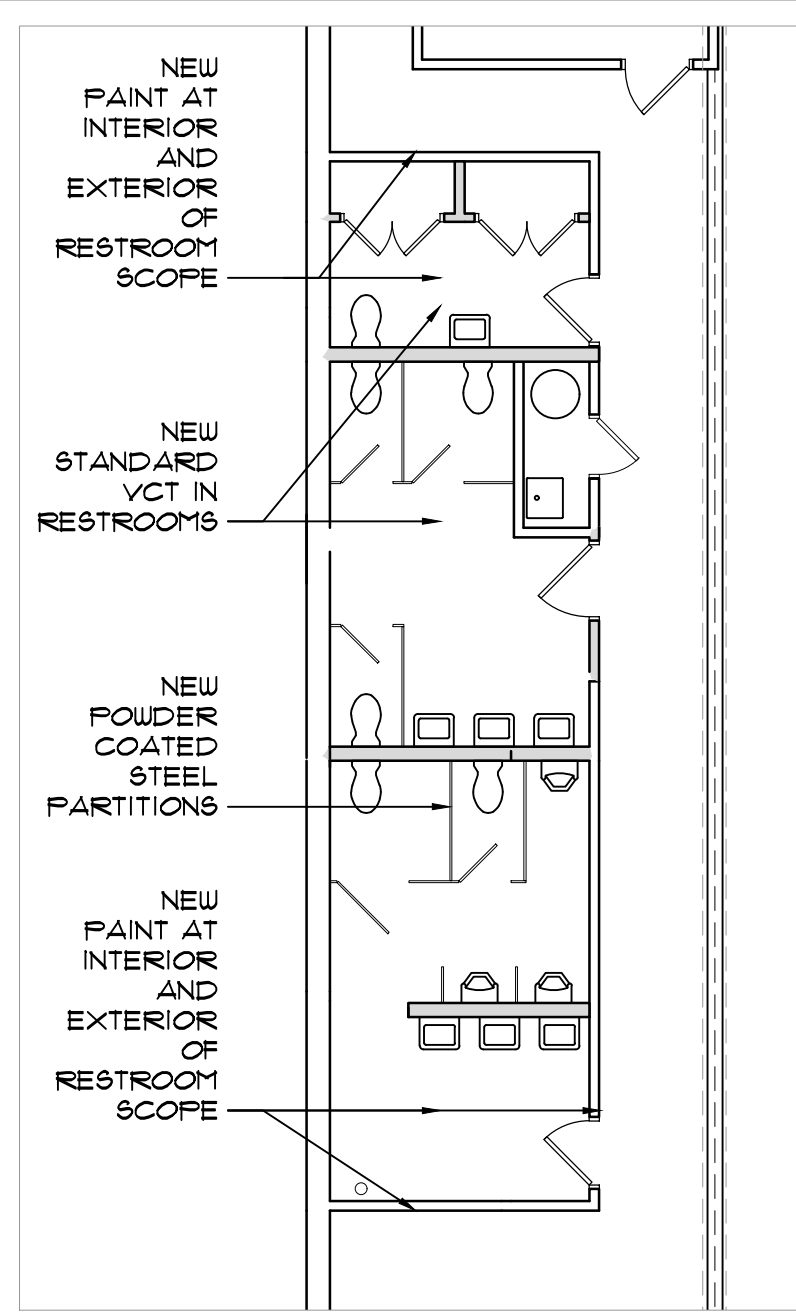 NEW
PAINT AT
INTERIOR
AND
EXTERIOR
OF
RESTROOM
SCOPE
NEW
STANDARD
VCT IN
RESTROOMS
NEW
POWDER
COATED
STEEL
PARTITIONS
NEW
PAINT AT
INTERIOR
AND
EXTERIOR
OF
RESTROOM
SCOPE